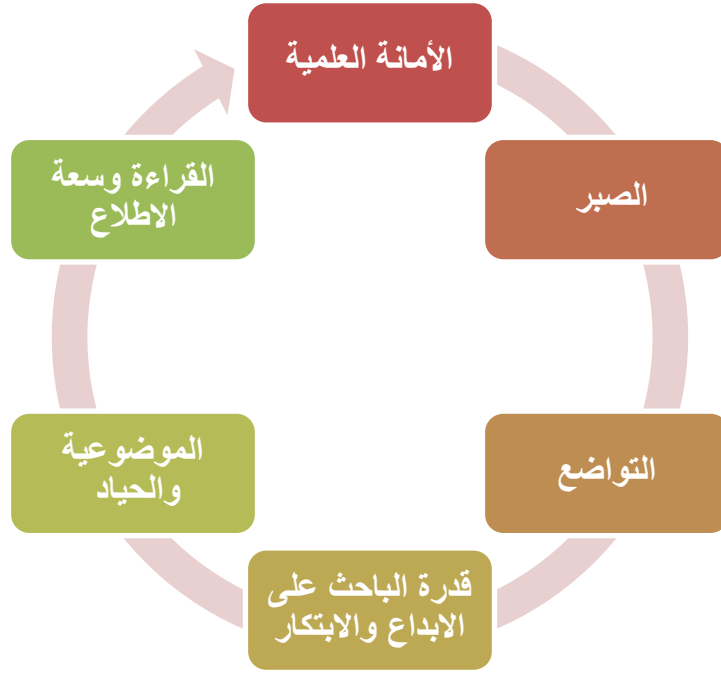 الأمانة العلمية
الصبر
التواضع
قدرة الباحث على
الابداع والابتكار
الموضوعية
والحياد
القراءة وسعة
الاطلاع